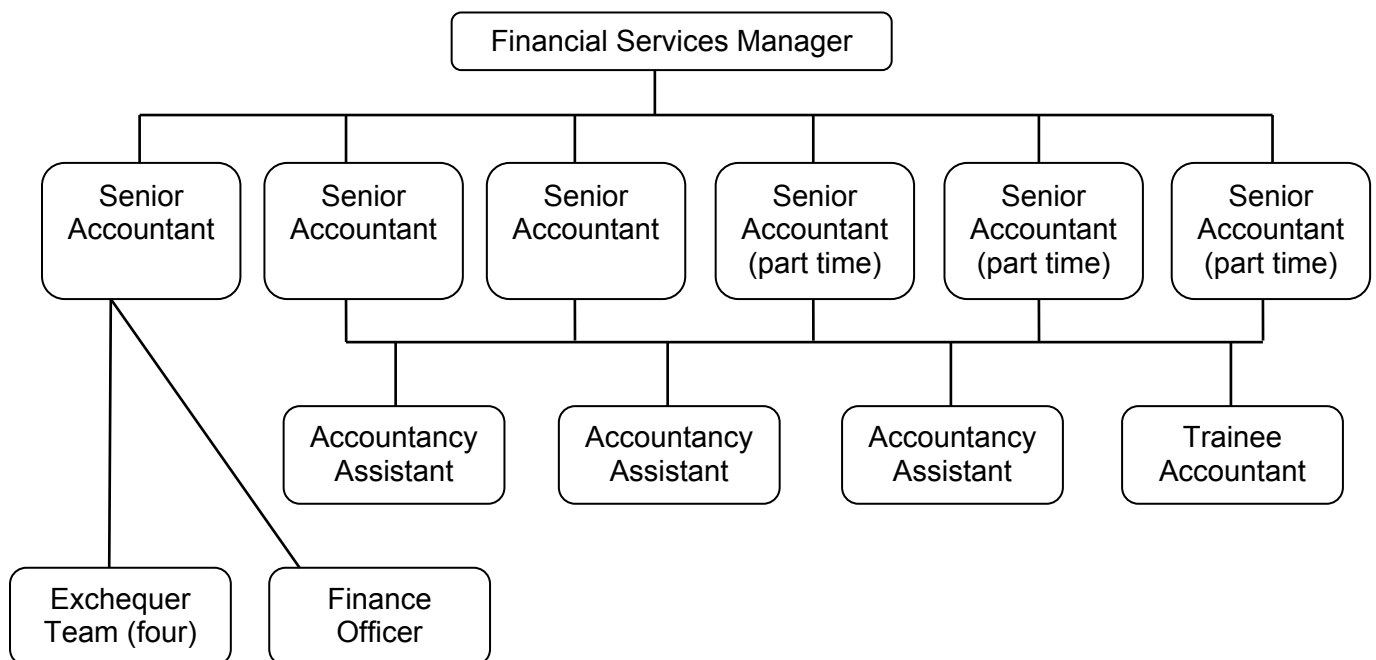 Financial Services Manager
Senior
Accountant
Senior
Accountant
Senior
Accountant
Senior
Accountant
(part time)
Senior
Accountant
(part time)
Senior
Accountant
(part time)
Accountancy
Assistant
Accountancy
Assistant
Accountancy
Assistant
Trainee
Accountant
Exchequer
Team (four)
Finance
Officer